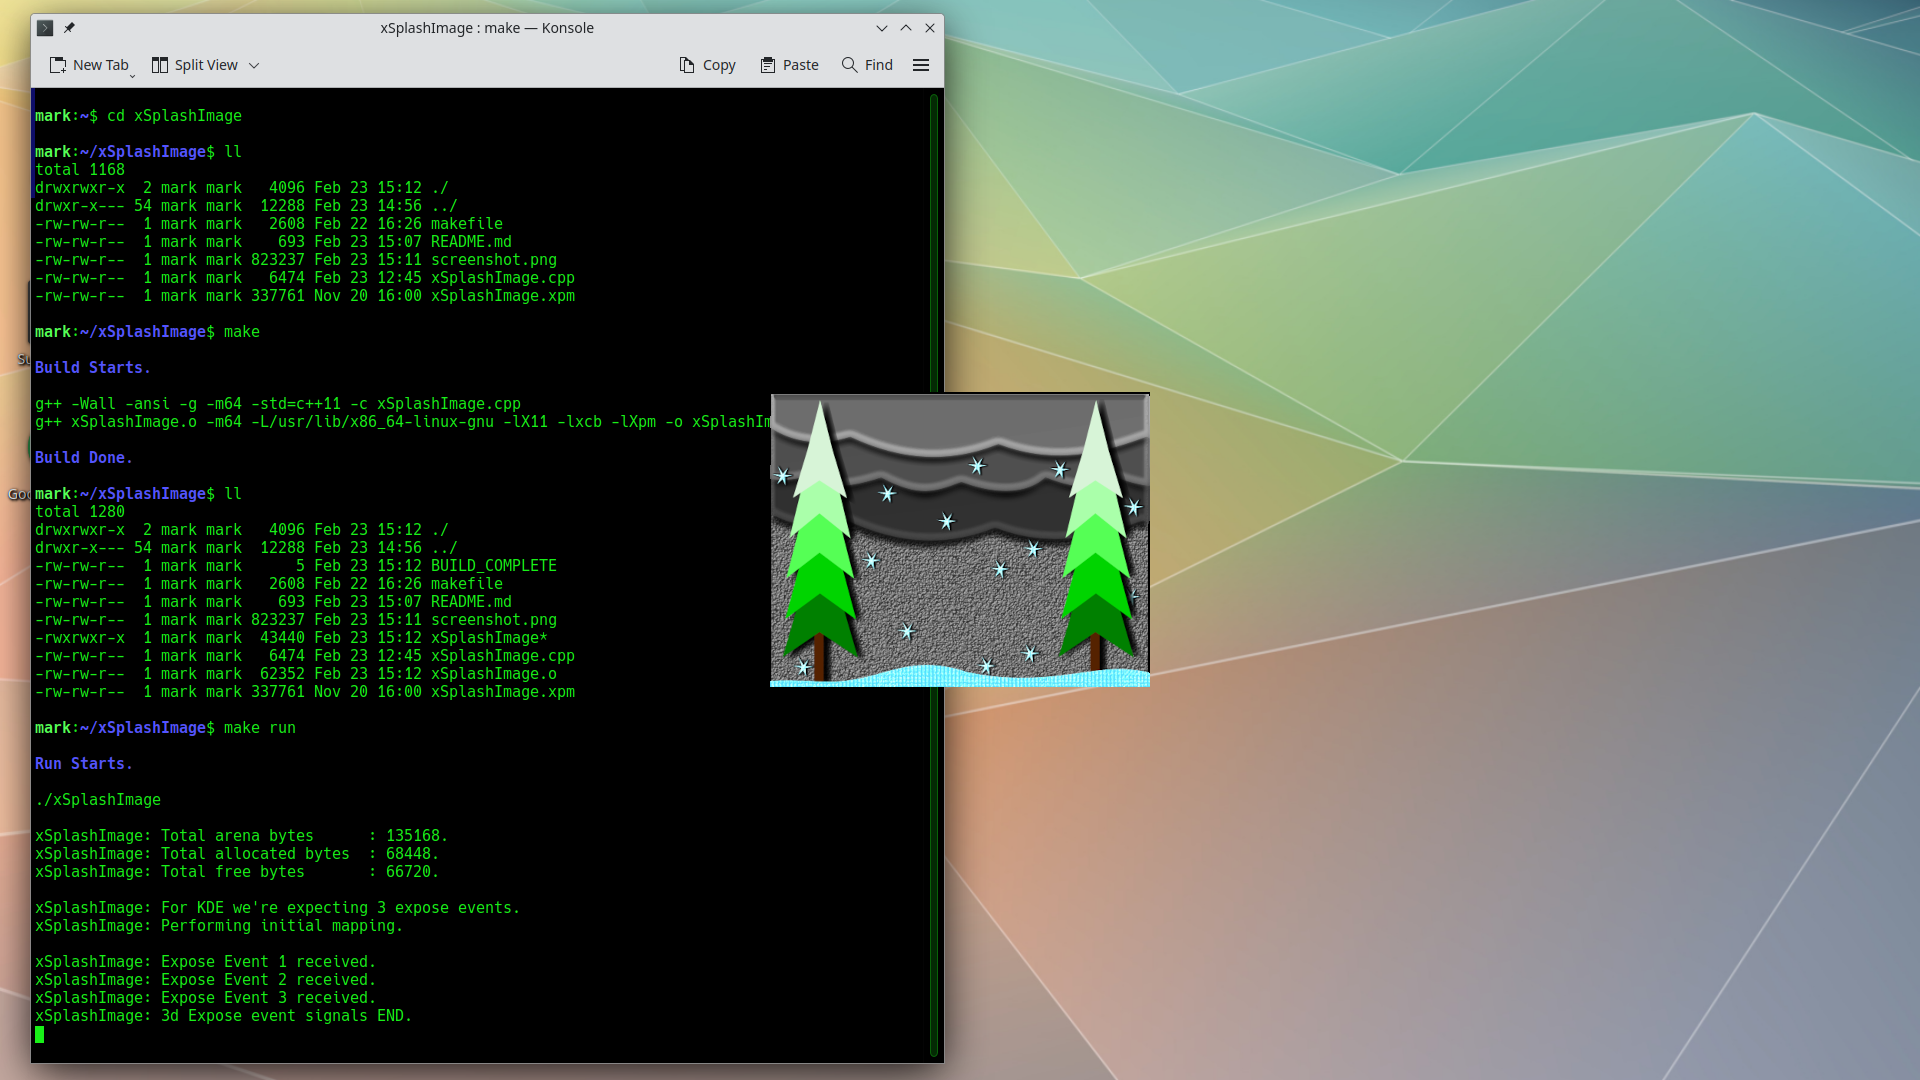 xSplashImage : make — Konsole
New Tab Split View Copy Paste Find
mark:~$ cd xSplashImage
mark:~/xSplashImage$ ll
total 1168
drwxrwxr-x  2 mark mark   4096 Feb 23 15:12 ./
drwxr-x--- 54 mark mark  12288 Feb 23 14:56 ../
-rw-rw-r--  1 mark mark   2608 Feb 22 16:26 makefile
-rw-rw-r--  1 mark mark    693 Feb 23 15:07 README.md
-rw-rw-r--  1 mark mark 823237 Feb 23 15:11 screenshot.png
-rw-rw-r--  1 mark mark   6474 Feb 23 12:45 xSplashImage.cpp
-rw-rw-r--  1 mark mark 337761 Nov 20 16:00 xSplashImage.xpm
mark:~/xSplashImage$ make
Build Starts.
g++ -Wall -ansi -g -m64 -std=c++11 -c xSplashImage.cpp
g++ xSplashImage.o -m64 -L/usr/lib/x86_64-linux-gnu -lX11 -lxcb -lXpm -o xSplashIm
Build Done.
mark:~/xSplashImage$ ll
total 1280
drwxrwxr-x  2 mark mark   4096 Feb 23 15:12 ./
drwxr-x--- 54 mark mark  12288 Feb 23 14:56 ../
-rw-rw-r--  1 mark mark      5 Feb 23 15:12 BUILD_COMPLETE
-rw-rw-r--  1 mark mark   2608 Feb 22 16:26 makefile
-rw-rw-r--  1 mark mark    693 Feb 23 15:07 README.md
-rw-rw-r--  1 mark mark 823237 Feb 23 15:11 screenshot.png
-rwxrwxr-x  1 mark mark  43440 Feb 23 15:12 xSplashImage*
-rw-rw-r--  1 mark mark   6474 Feb 23 12:45 xSplashImage.cpp
-rw-rw-r--  1 mark mark  62352 Feb 23 15:12 xSplashImage.o
-rw-rw-r--  1 mark mark 337761 Nov 20 16:00 xSplashImage.xpm
mark:~/xSplashImage$ make run
Run Starts.
./xSplashImage
xSplashImage: Total arena bytes      : 135168.
xSplashImage: Total allocated bytes  : 68448.
xSplashImage: Total free bytes       : 66720.
xSplashImage: For KDE we're expecting 3 expose events.
xSplashImage: Performing initial mapping.
xSplashImage: Expose Event 1 received.
xSplashImage: Expose Event 2 received.
xSplashImage: Expose Event 3 received.
xSplashImage: 3d Expose event signals END.